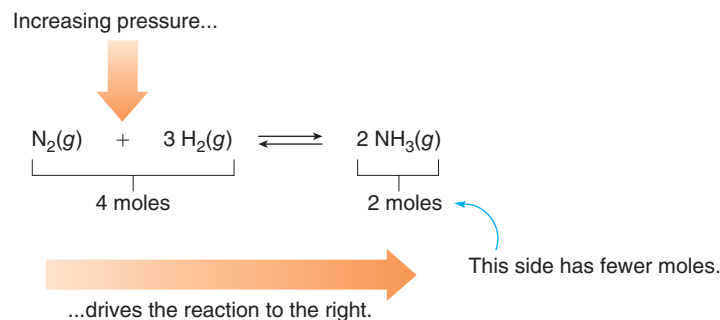 Increasing pressure...
N₂(g) + 3 H₂(g) ⇌ 2 NH₃(g)
4 moles 2 moles
This side has fewer moles.
...drives the reaction to the right.